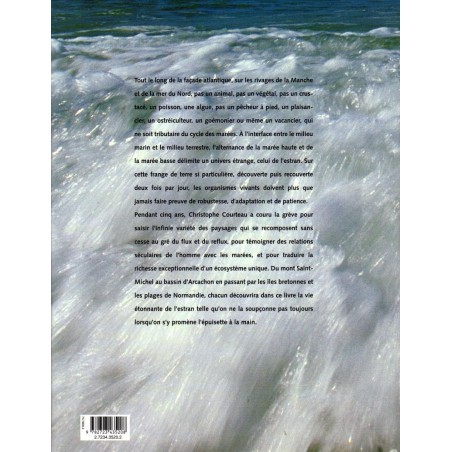 Tout le long de la façade atlantique, sur les rivages de la Manche
et de la mer du Nord, pas un animal, pas un végétal, pas un crus-
tacé, un poisson, une algue, pas un pêcheur à pied, un plaisan-
cier, un ostréiculteur, un goémonier ou même un vacancier, qui
ne soit tributaire du cycle des marées. À l'interface entre le milieu
marin et le milieu terrestre, l'alternance de la marée haute et de
la marée basse délimite un univers étrange, celui de l'estran. Sur
cette frange de terre si particulière, découverte puis recouverte
deux fois par jour, les organismes vivants doivent plus que
jamais faire preuve de robustesse, d'adaptation et de patience.
Pendant cinq ans, Christophe Courteau a couru la grève pour
saisir l'infinie variété des paysages qui se recomposent sans
cesse au gré du flux et du reflux, pour témoigner des relations
séculaires de l'homme avec les marées, et pour traduire la
richesse exceptionnelle d'un écosystème unique. Du mont Saint-
Michel au bassin d'Arcachon en passant par les îles bretonnes et
les plages de Normandie, chacun découvrira dans ce livre la vie
étonnante de l'estran telle qu'on ne la soupçonne pas toujours
lorsqu'on s'y promène l'épuisette à la main.
9 782723 435208
2.7234.3520.2